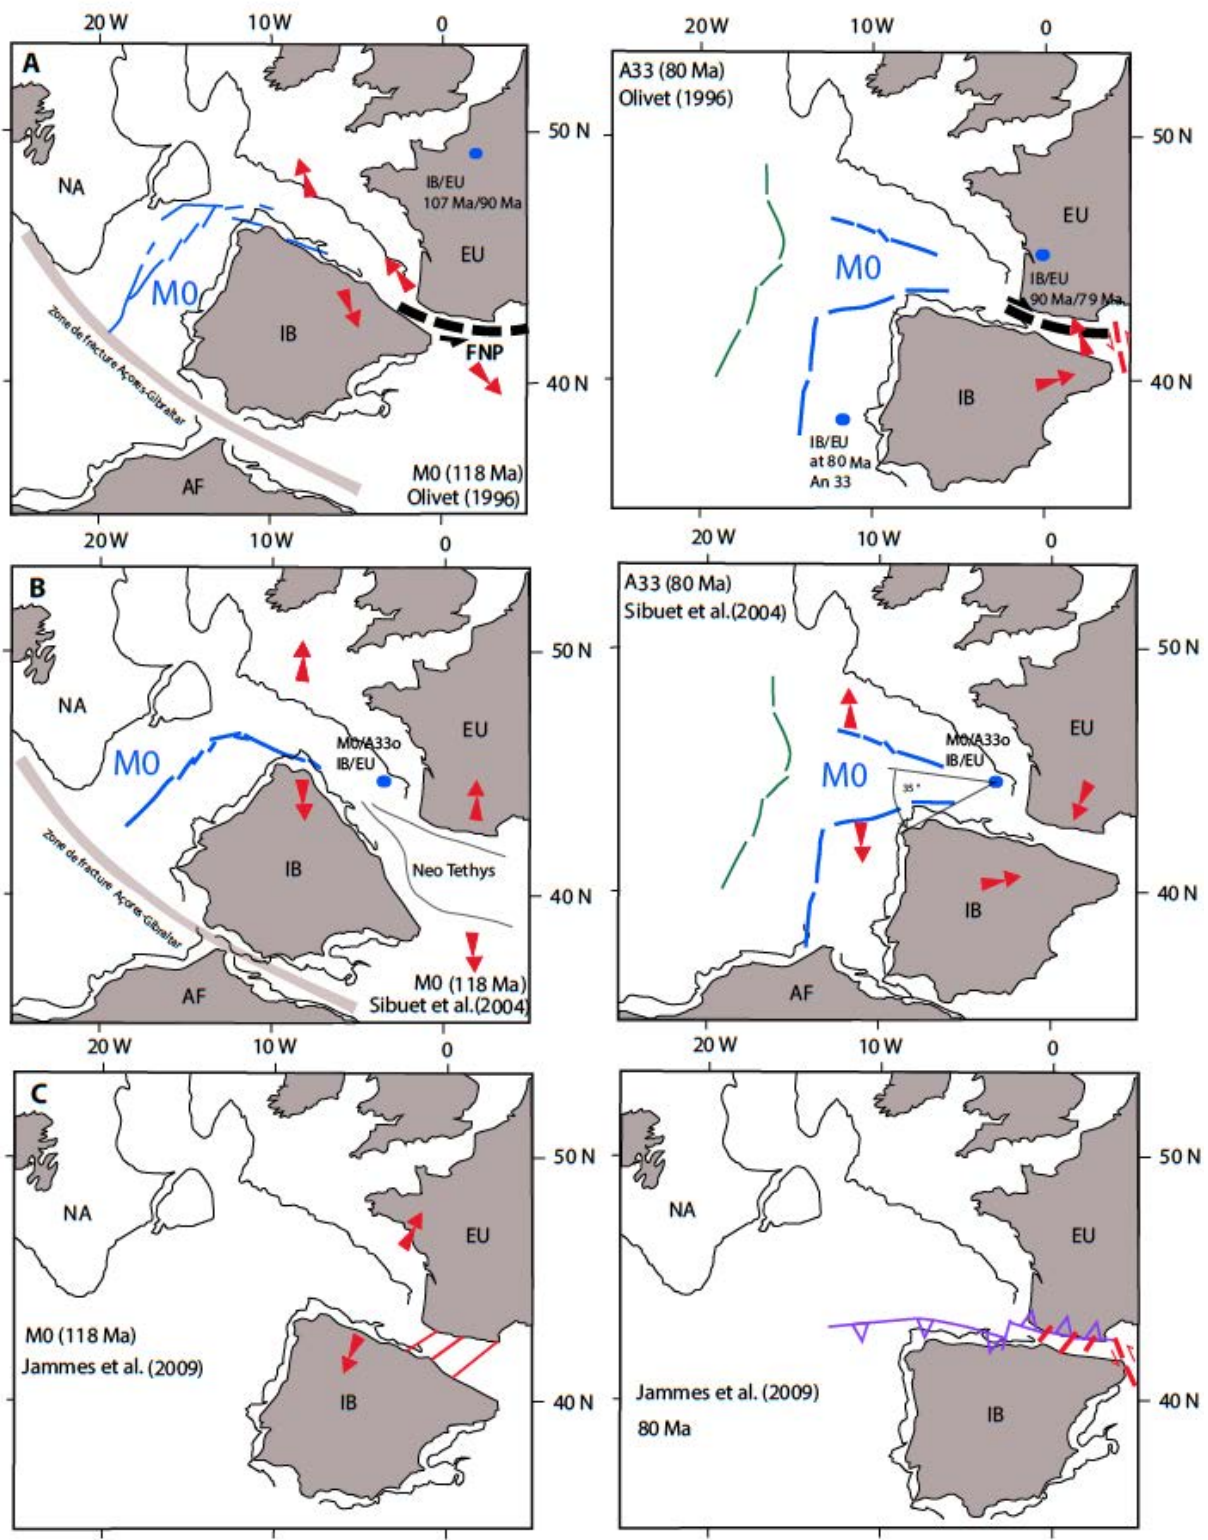 20 W 10 W 0
A
NA
IB/EU
107 Ma/90 Ma
50 N
EU
M0
Zone de fracture Açores-Gibraltar
IB
FNP
40 N
AF
M0 (118 Ma)
Olivet (1996)
20 W 10 W 0
A33 (80 Ma)
Olivet (1996)
50 N
EU
M0
IB/EU
90 Ma/79 Ma
IB
40 N
IB/EU
at 80 Ma
An 33
20 W 10 W 0
B
50 N
NA
EU
M0
M0/A33o
IB/EU
Zone de fracture Açores-Gibraltar
IB
Neo Tethys
40 N
AF
M0 (118 Ma)
Sibuet et al.(2004)
20 W 10 W 0
A33 (80 Ma)
Sibuet et al.(2004)
50 N
EU
M0/A33o
IB/EU
M0
35 °
IB
40 N
AF
20 W 10 W 0
C
50 N
NA
EU
M0 (118 Ma)
Jammes et al. (2009)
IB
40 N
20 W 10 W 0
50 N
NA
EU
Jammes et al. (2009)
80 Ma
IB
40 N